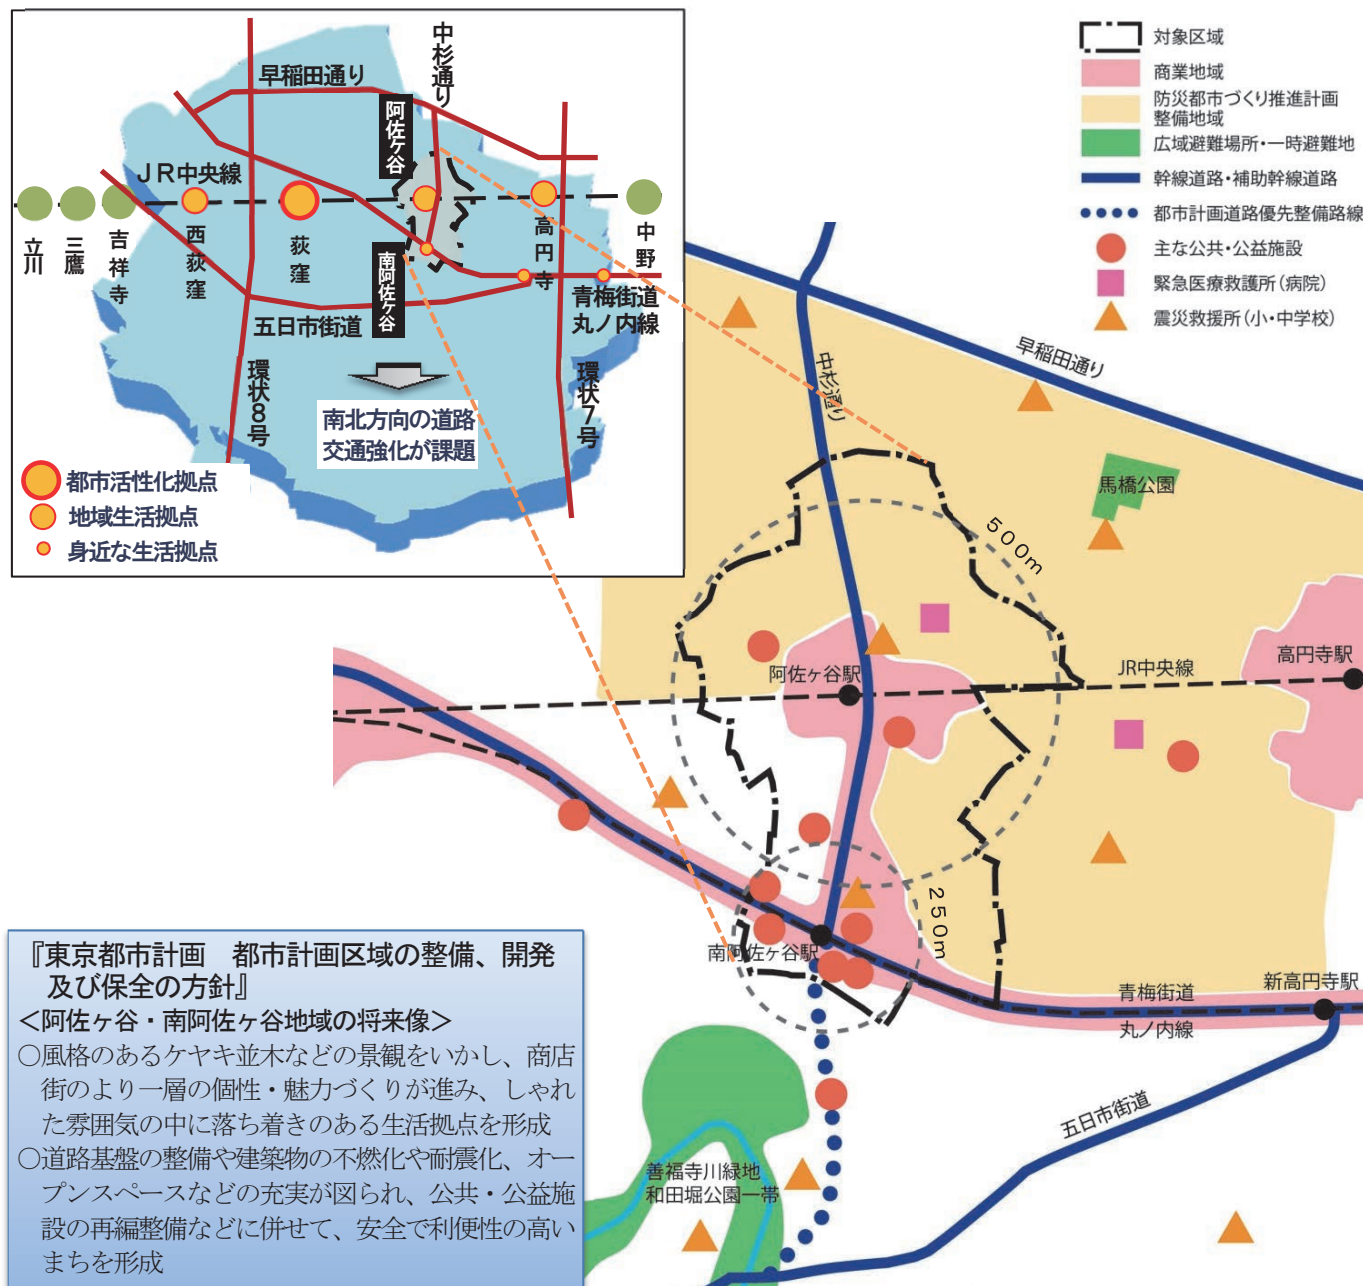 早稲田通り
中杉通り
阿佐ヶ谷
JR中央線
立川
三鷹
吉祥寺
西荻窪
荻窪
南阿佐ヶ谷
高円寺
中野
青梅街道
丸ノ内線
五日市街道
環状8号
環状7号
南北方向の道路
交通強化が課題
都市活性化拠点
地域生活拠点
身近な生活拠点
対象区域
商業地域
防災都市づくり推進計画
整備地域
広域避難場所・一時避難地
幹線道路・補助幹線道路
都市計画道路優先整備路線
主な公共・公益施設
緊急医療救護所(病院)
震災救援所(小・中学校)
早稲田通り
中杉通り
馬橋公園
500m
阿佐ヶ谷駅
JR中央線
高円寺駅
250m
南阿佐ヶ谷駅
青梅街道
丸ノ内線
新高円寺駅
五日市街道
善福寺川緑地
和田堀公園一帯
『東京都市計画 都市計画区域の整備、開発
及び保全の方針』
<阿佐ヶ谷・南阿佐ヶ谷地域の将来像>
○風格のあるケヤキ並木などの景観をいかし、商店
街のより一層の個性・魅力づくりが進み、しゃれ
た雰囲気の中に落ち着きのある生活拠点を形成
○道路基盤の整備や建築物の不燃化や耐震化、オー
プンスペースなどの充実が図られ、公共・公益施
設の再編整備などに併せて、安全で利便性の高い
まちを形成